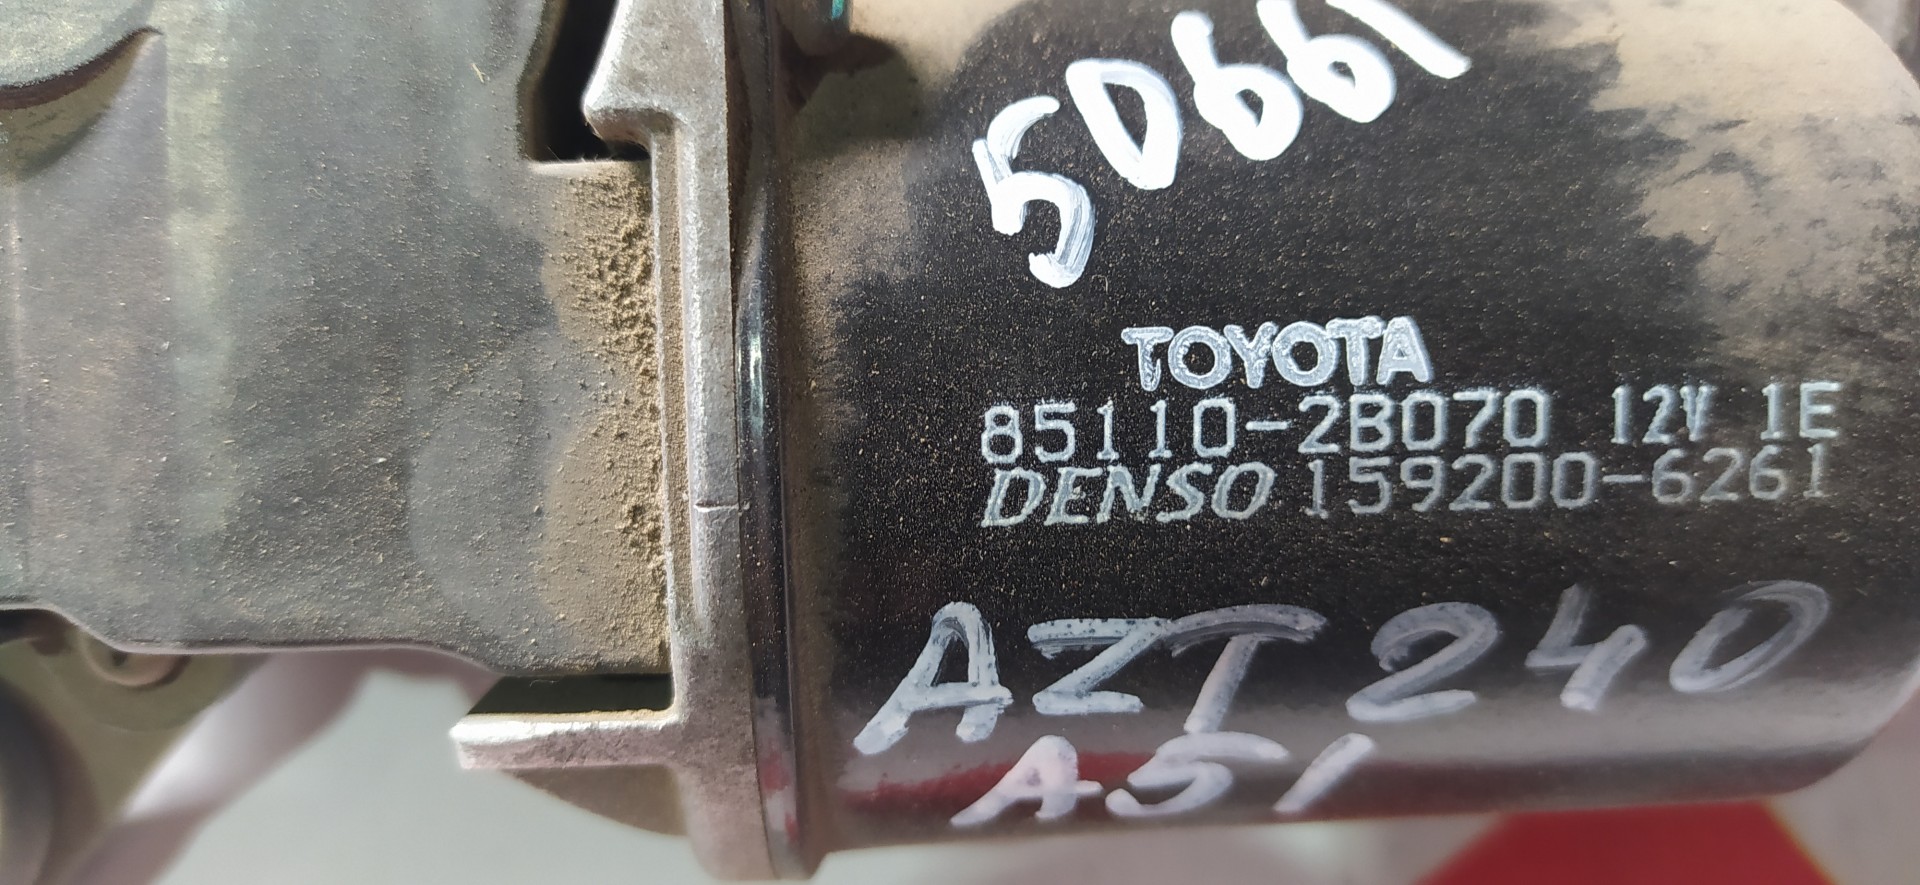 50661
TOYOTA
85110-2B070 12V 1E
DENSO 159200-6261
AZT240
A51